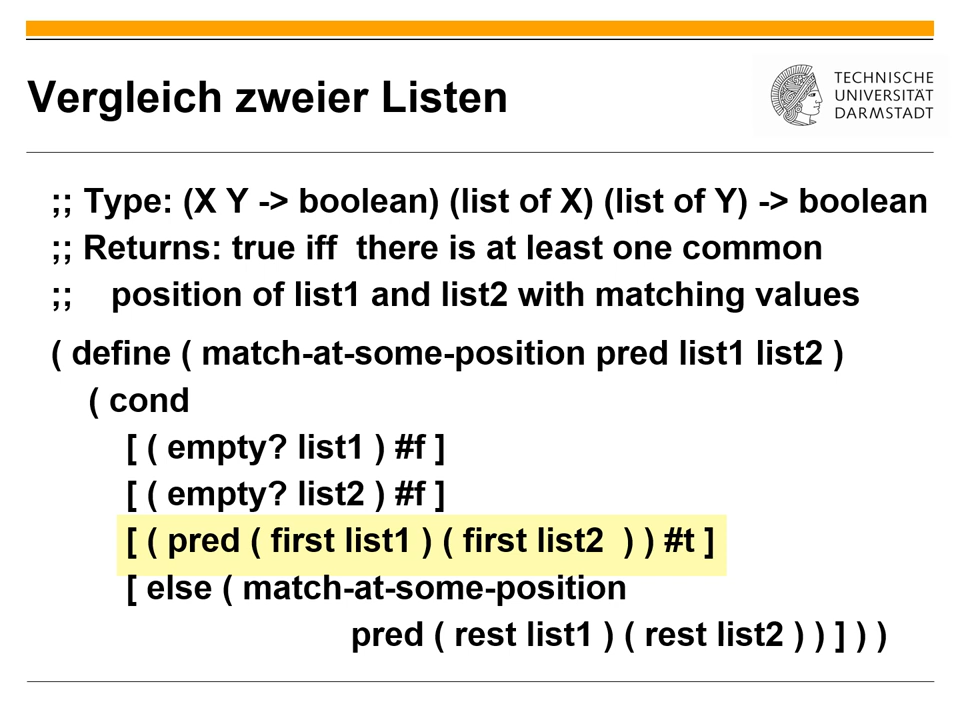 Vergleich zweier Listen
TECHNISCHE
UNIVERSITÄT
DARMSTADT
;; Type: (X Y -> boolean) (list of X) (list of Y) -> boolean
;; Returns: true iff  there is at least one common
;;    position of list1 and list2 with matching values
( define ( match-at-some-position pred list1 list2 )
( cond
[ ( empty? list1 ) #f ]
[ ( empty? list2 ) #f ]
[ ( pred ( first list1 ) ( first list2  ) ) #t ]
[ else ( match-at-some-position
pred ( rest list1 ) ( rest list2 ) ) ] ) )